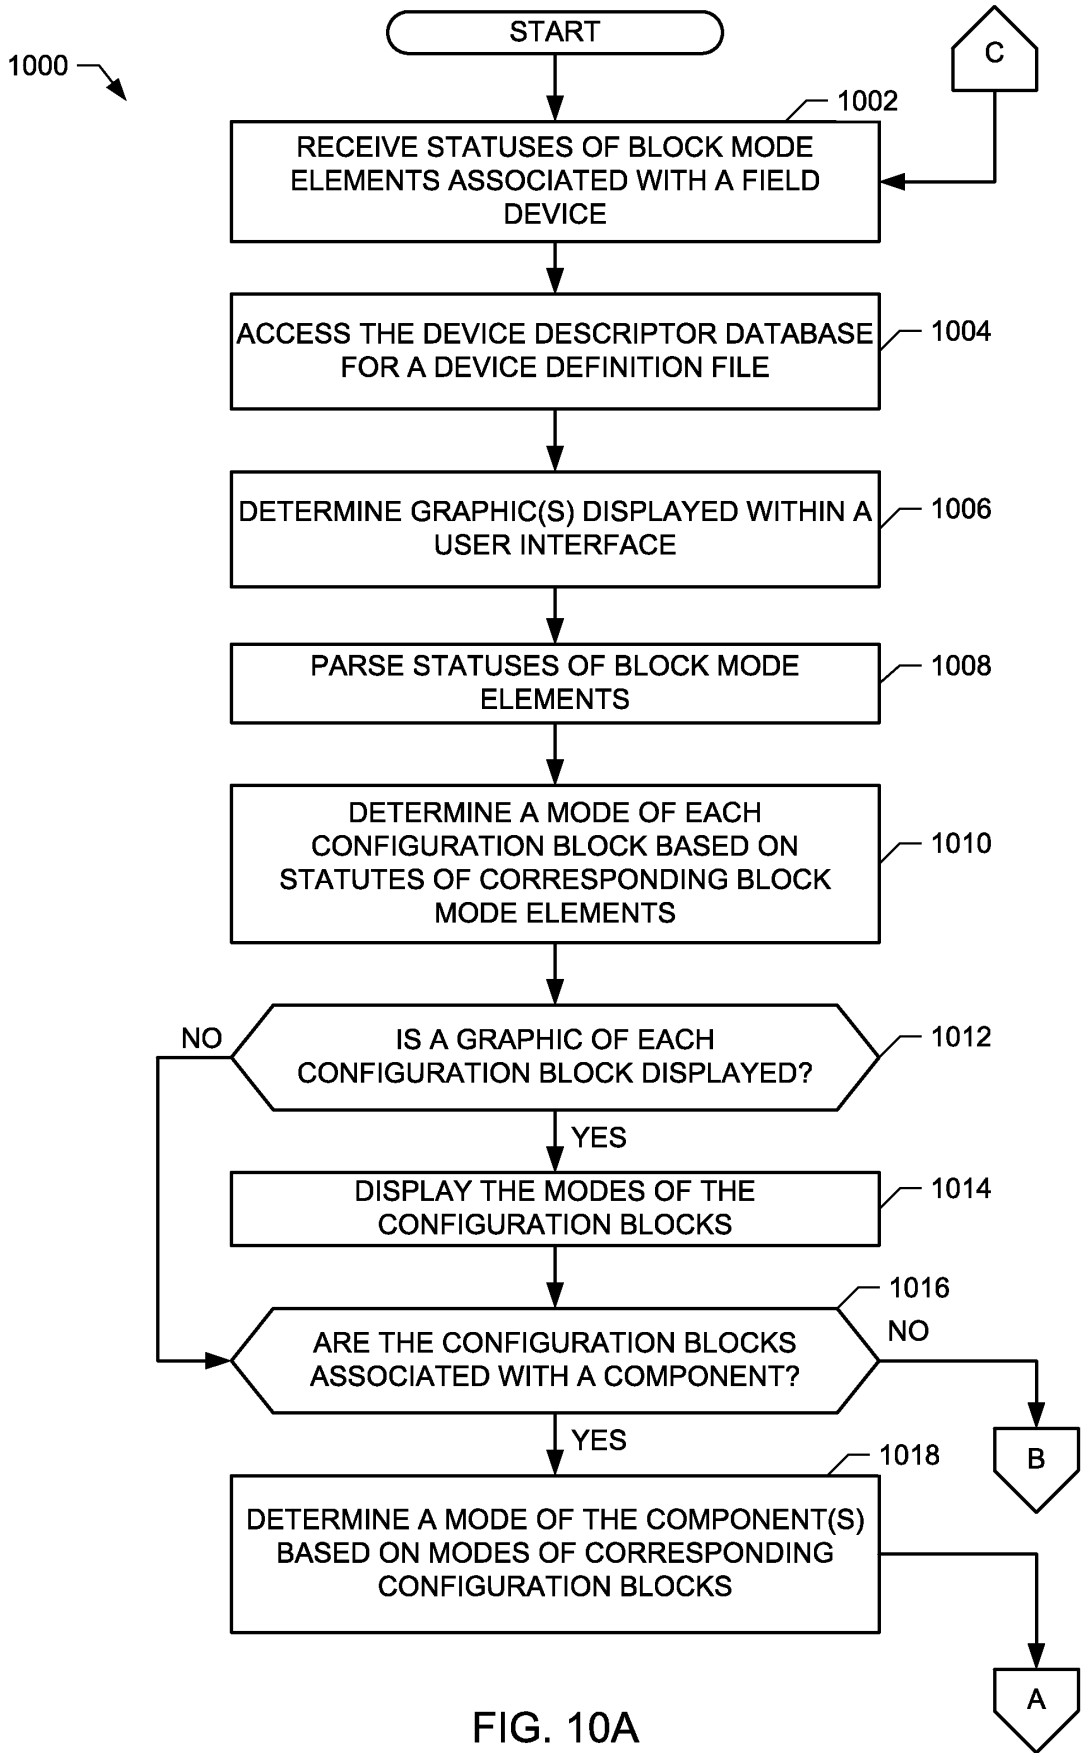 START
C
1000
1002
RECEIVE STATUSES OF BLOCK MODE
ELEMENTS ASSOCIATED WITH A FIELD
DEVICE
ACCESS THE DEVICE DESCRIPTOR DATABASE
FOR A DEVICE DEFINITION FILE
1004
DETERMINE GRAPHIC(S) DISPLAYED WITHIN A
USER INTERFACE
1006
PARSE STATUSES OF BLOCK MODE
ELEMENTS
1008
DETERMINE A MODE OF EACH
CONFIGURATION BLOCK BASED ON
STATUTES OF CORRESPONDING BLOCK
MODE ELEMENTS
1010
NO
IS A GRAPHIC OF EACH
CONFIGURATION BLOCK DISPLAYED?
1012
YES
DISPLAY THE MODES OF THE
CONFIGURATION BLOCKS
1014
1016
ARE THE CONFIGURATION BLOCKS
ASSOCIATED WITH A COMPONENT?
NO
YES
B
1018
DETERMINE A MODE OF THE COMPONENT(S)
BASED ON MODES OF CORRESPONDING
CONFIGURATION BLOCKS
A
FIG. 10A